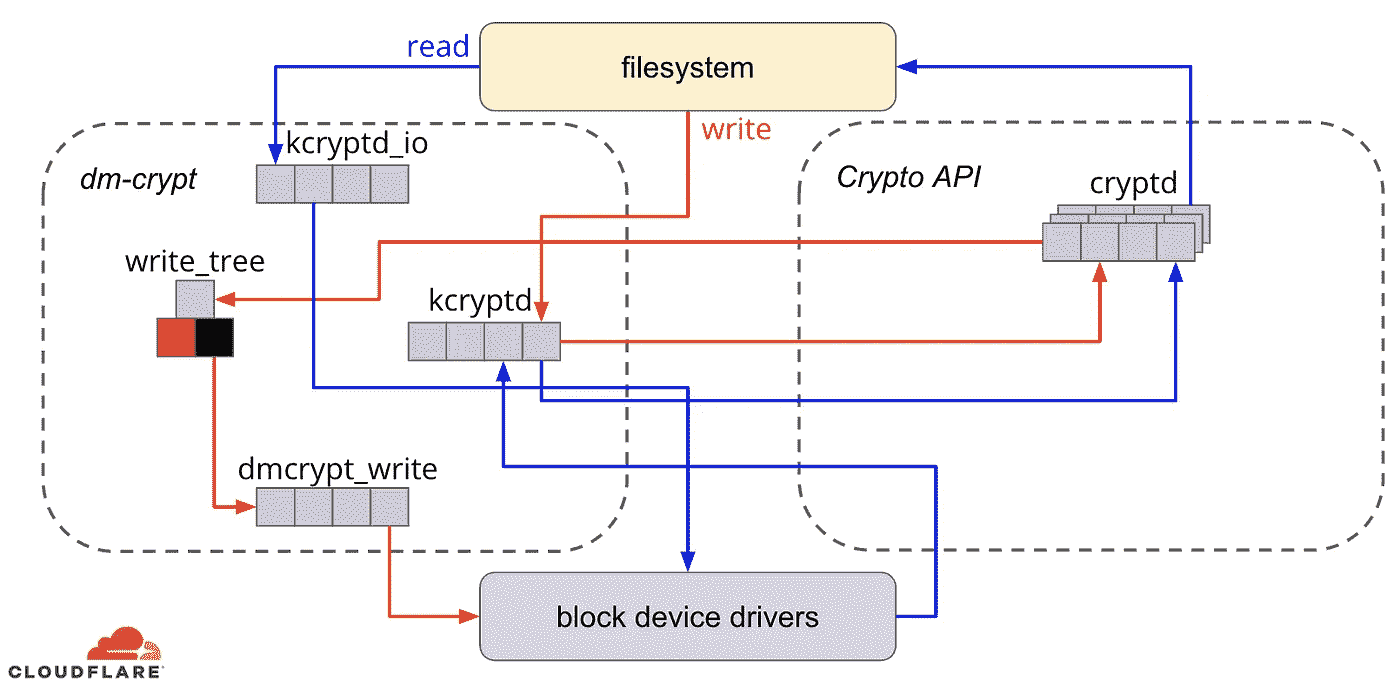 filesystem
read
write
kcryptd_io
dm-crypt
Crypto API
cryptd
write_tree
kcryptd
dmcrypt_write
block device drivers
CLOUDFLARE